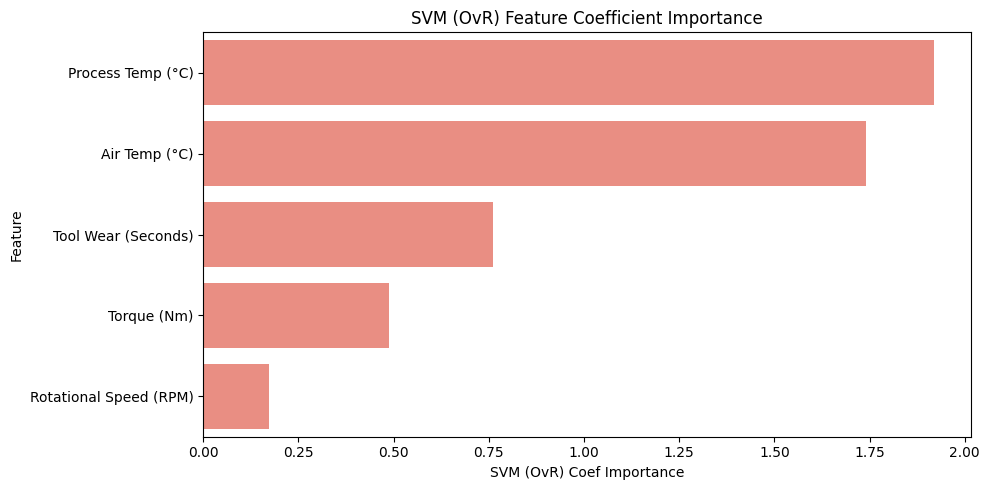 SVM (OvR) Feature Coefficient Importance
Process Temp (°C)
Air Temp (°C)
Tool Wear (Seconds)
Torque (Nm)
Rotational Speed (RPM)
Feature
0.00 0.25 0.50 0.75 1.00 1.25 1.50 1.75 2.00
SVM (OvR) Coef Importance